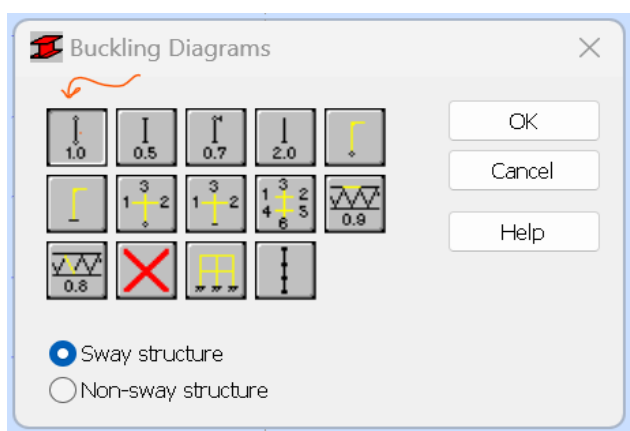 Buckling Diagrams
1.0 0.5 0.7 2.0
OK
3 1 2
3 1 2
3 1 2 4 5 6
0.9
Cancel
0.8
Help
Sway structure
Non-sway structure